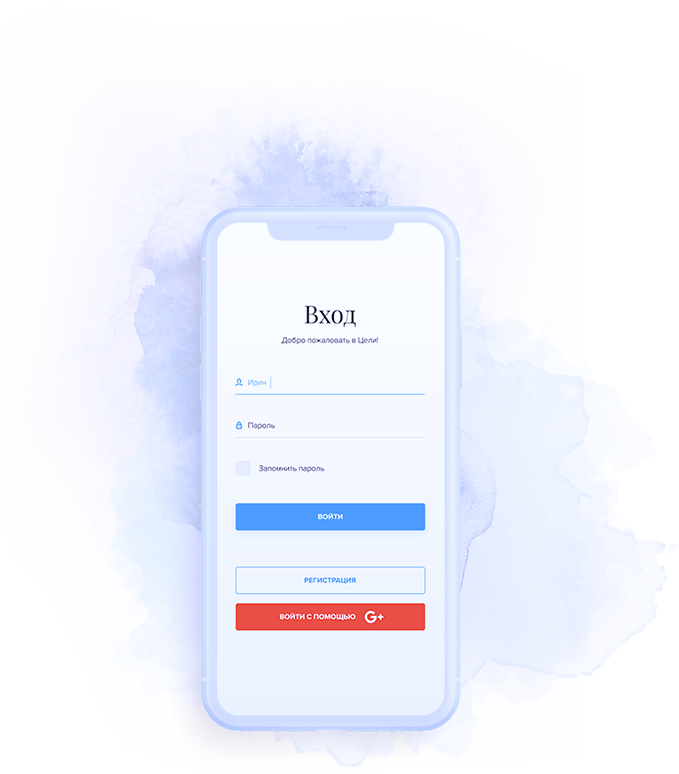 Вход
Добро пожаловать в Цели!
Ирин
Пароль
Запомнить пароль
ВОЙТИ
РЕГИСТРАЦИЯ
ВОЙТИ С ПОМОЩЬЮ G+